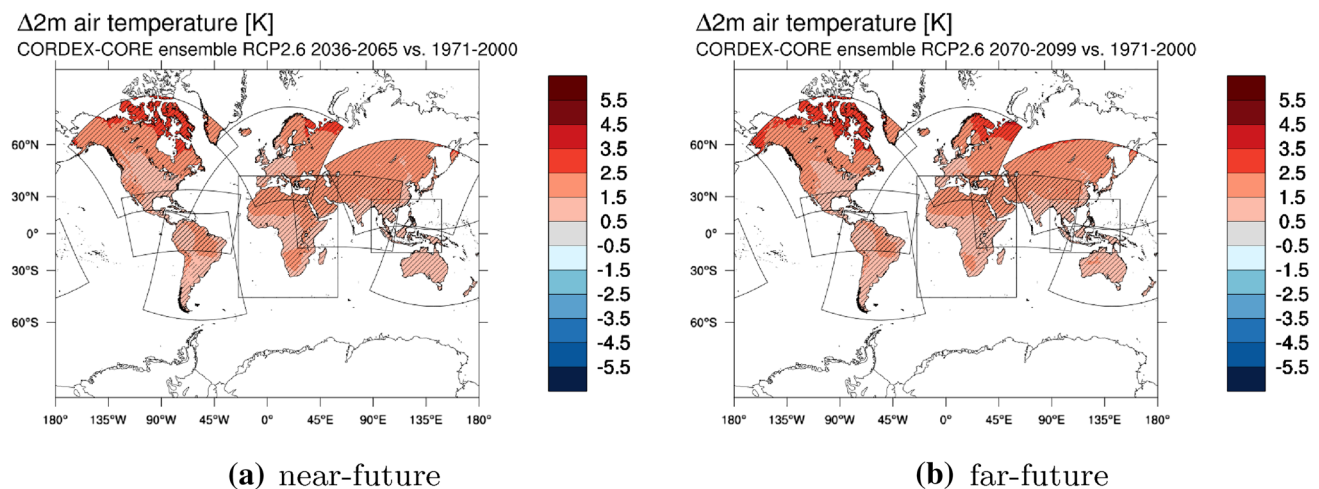 Δ2m air temperature [K]
CORDEX-CORE ensemble RCP2.6 2036-2065 vs. 1971-2000
60°N
30°N
0°
30°S
60°S
180°
135°W
90°W
45°W
0°
45°E
90°E
135°E
180°
5.5
4.5
3.5
2.5
1.5
0.5
-0.5
-1.5
-2.5
-3.5
-4.5
-5.5
(a) near-future
Δ2m air temperature [K]
CORDEX-CORE ensemble RCP2.6 2070-2099 vs. 1971-2000
60°N
30°N
0°
30°S
60°S
180°
135°W
90°W
45°W
0°
45°E
90°E
135°E
180°
5.5
4.5
3.5
2.5
1.5
0.5
-0.5
-1.5
-2.5
-3.5
-4.5
-5.5
(b) far-future